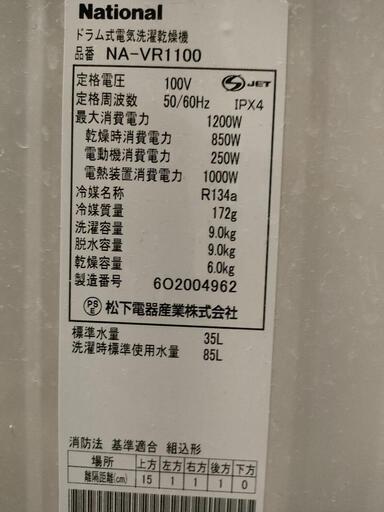 National
ドラム式電気洗濯乾燥機
品番 NA-VR1100
定格電圧 100V
JET
定格周波数 50/60Hz IPX4
最大消費電力 1200W
乾燥時消費電力 850W
電動機消費電力 250W
電熱装置消費電力 1000W
冷媒名称 R134a
冷媒質量 172g
洗濯容量 9.0kg
脱水容量 9.0kg
乾燥容量 6.0kg
製造番号 6O2004962
PSE 松下電器産業株式会社
標準水量 35L
洗濯時標準使用水量 85L
消防法 基準適合 組込形
場所 上方 左方 右方 後方 下方
離隔距離(cm) 15 1 1 1 0